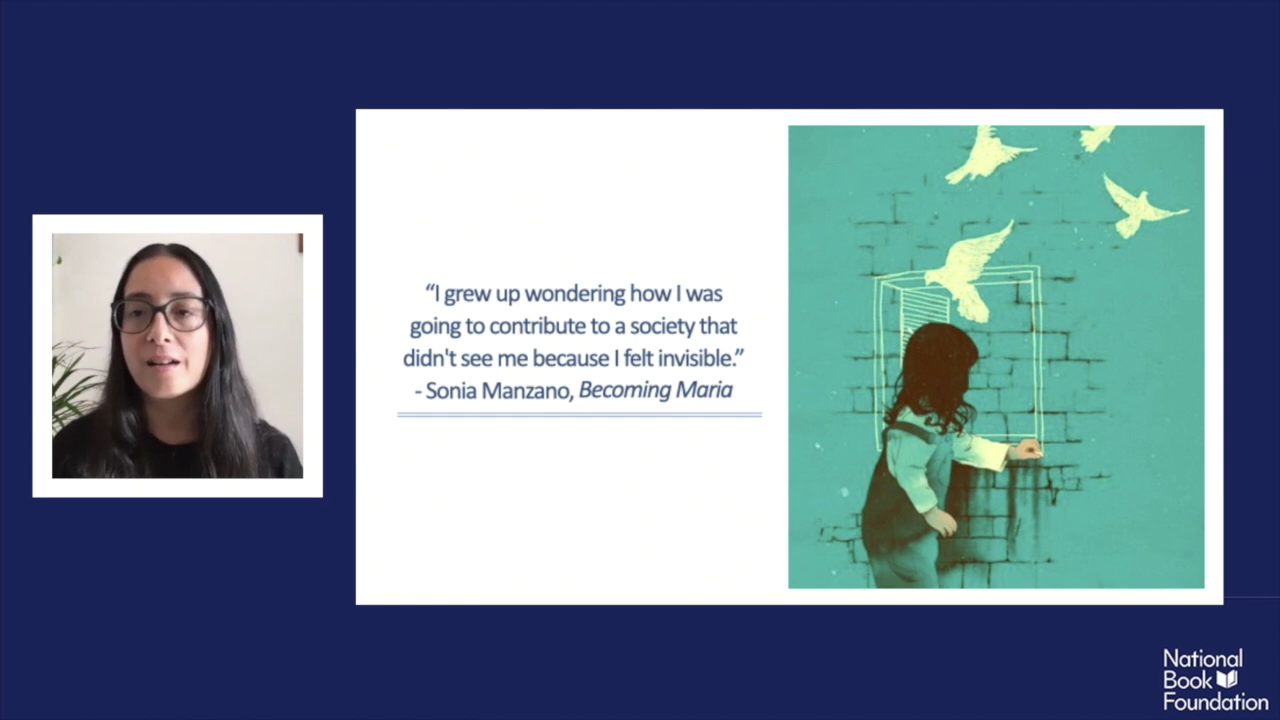 “I grew up wondering how I was
going to contribute to a society that
didn't see me because I felt invisible.”
- Sonia Manzano, Becoming Maria
National
Book
Foundation